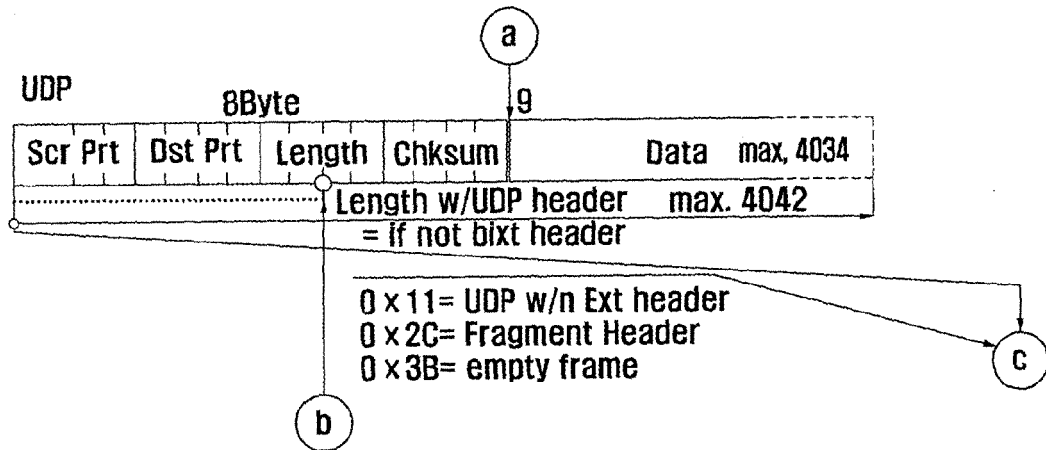 a
UDP
8Byte
9
Scr Prt Dst Prt Length Chksum Data max, 4034
Length w/UDP header max. 4042
= if not bixt header
0 x 11= UDP w/n Ext header
0 x 2C= Fragment Header
0 x 3B= empty frame
c
b